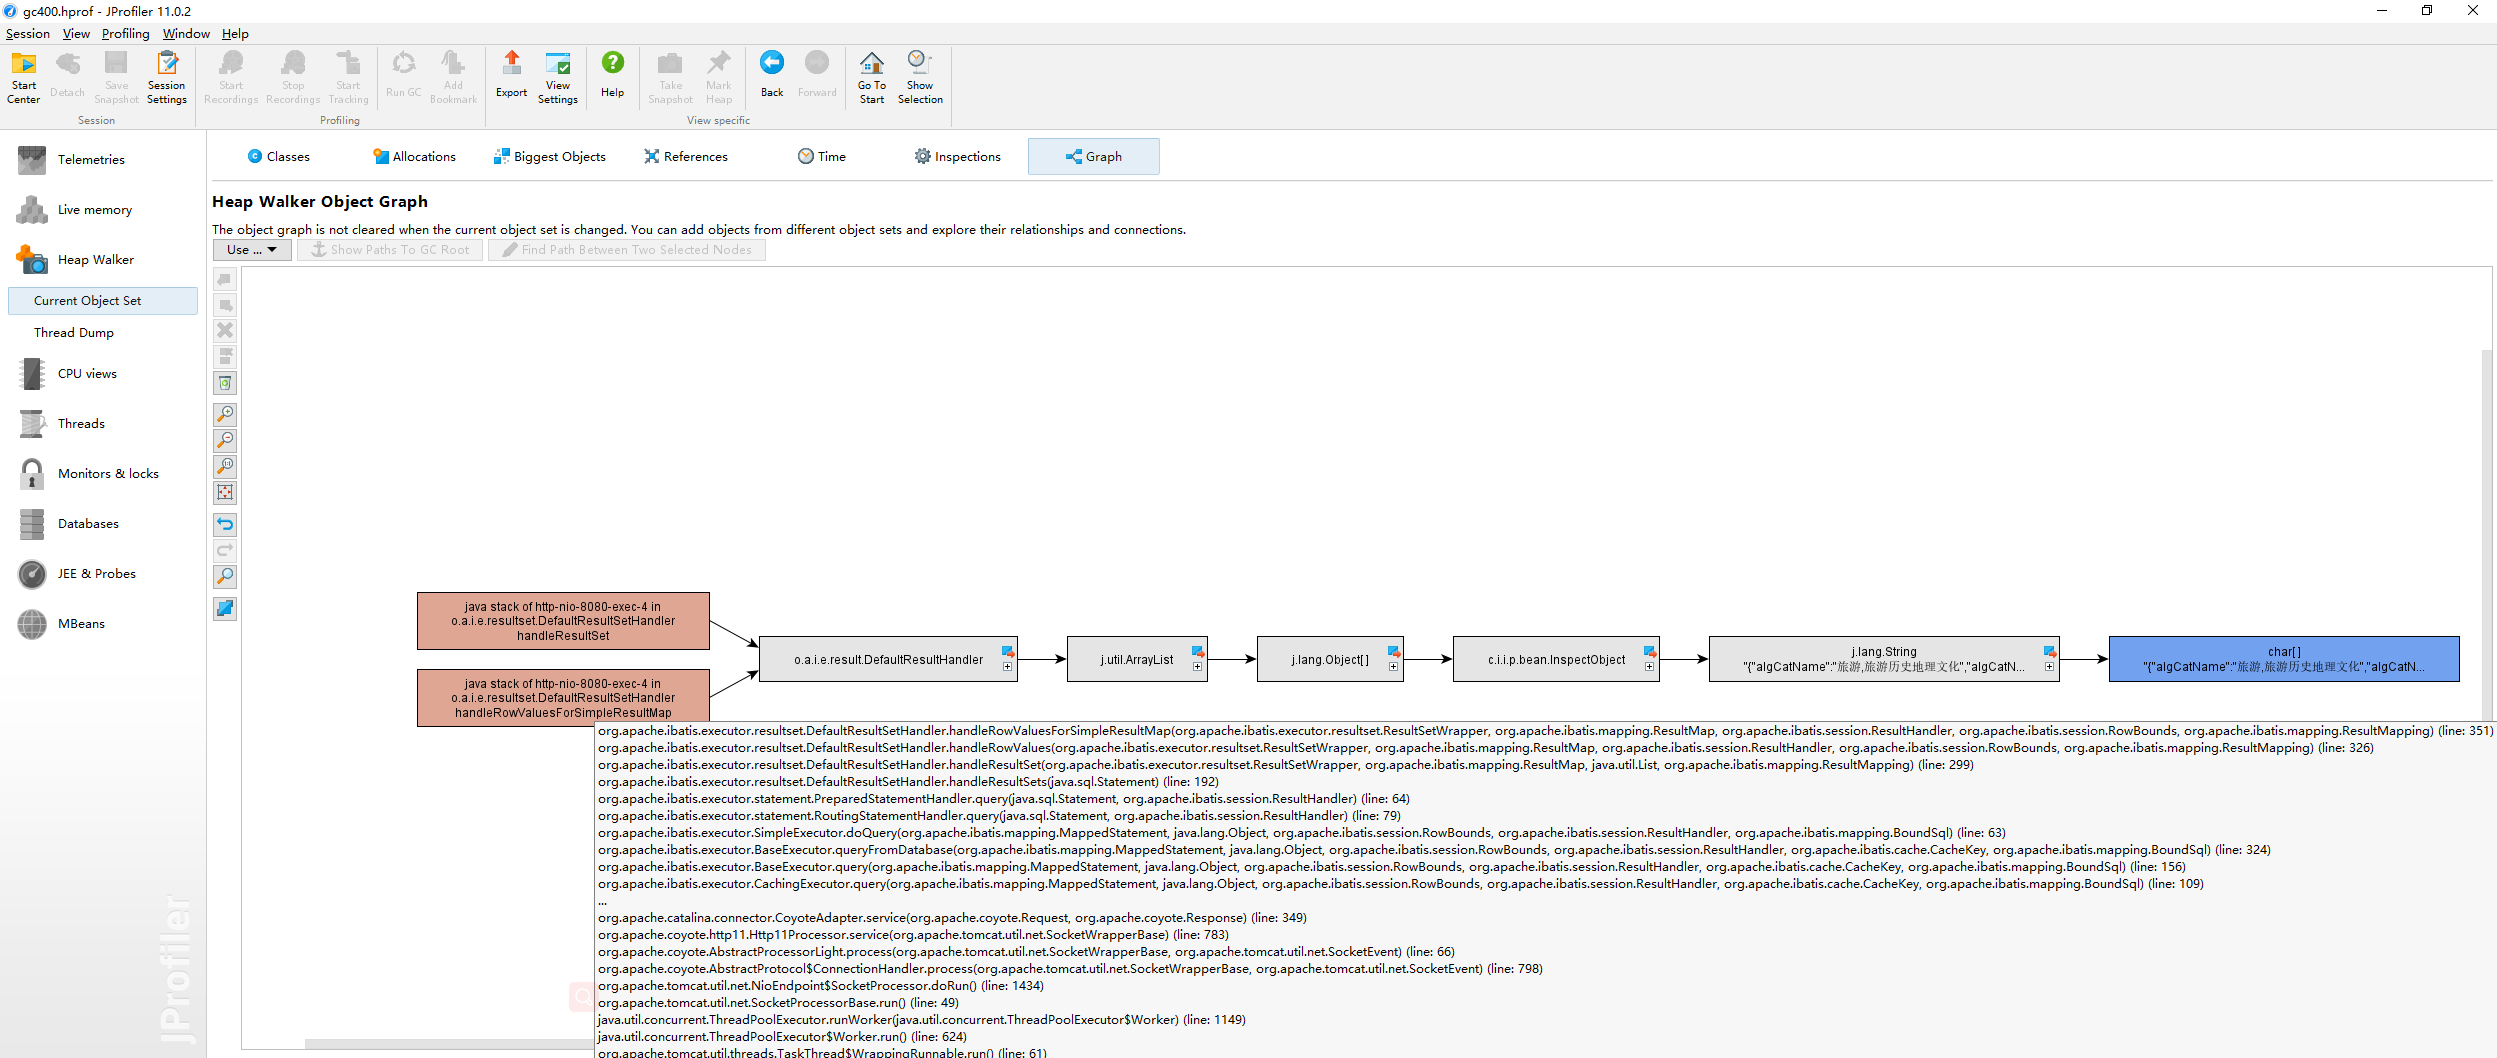 gc400.hprof - JProfiler 11.0.2
Session View Profiling Window Help
Start Center
Detach
Save Snapshot
Session Settings
Start Recordings
Stop Recordings
Start Tracking
Run GC
Add Bookmark
Export
View Settings
Help
Take Snapshot
Mark Heap
Back
Forward
Go To Start
Show Selection
Session
Profiling
View specific
Telemetries
Live memory
Heap Walker
Current Object Set
Thread Dump
CPU views
Threads
Monitors & locks
Databases
JEE & Probes
MBeans
JProfiler
Classes
Allocations
Biggest Objects
References
Time
Inspections
Graph
Heap Walker Object Graph
The object graph is not cleared when the current object set is changed. You can add objects from different object sets and explore their relationships and connections.
Use ...
Show Paths To GC Root
Find Path Between Two Selected Nodes
java stack of http-nio-8080-exec-4 in
o.a.i.e.resultset.DefaultResultSetHandler
handleResultSet
java stack of http-nio-8080-exec-4 in
o.a.i.e.resultset.DefaultResultSetHandler
handleRowValuesForSimpleResultMap
o.a.i.e.result.DefaultResultHandler
j.util.ArrayList
j.lang.Object[ ]
c.i.i.p.bean.InspectObject
j.lang.String
"{"algCatName":"旅游,旅游历史地理文化","algCatN...
char[ ]
"{"algCatName":"旅游,旅游历史地理文化","algCatN...
org.apache.ibatis.executor.resultset.DefaultResultSetHandler.handleRowValuesForSimpleResultMap(org.apache.ibatis.executor.resultset.ResultSetWrapper, org.apache.ibatis.mapping.ResultMap, org.apache.ibatis.session.ResultHandler, org.apache.ibatis.session.RowBounds, org.apache.ibatis.mapping.ResultMapping) (line: 351)
org.apache.ibatis.executor.resultset.DefaultResultSetHandler.handleRowValues(org.apache.ibatis.executor.resultset.ResultSetWrapper, org.apache.ibatis.mapping.ResultMap, org.apache.ibatis.session.ResultHandler, org.apache.ibatis.session.RowBounds, org.apache.ibatis.mapping.ResultMapping) (line: 326)
org.apache.ibatis.executor.resultset.DefaultResultSetHandler.handleResultSet(org.apache.ibatis.executor.resultset.ResultSetWrapper, org.apache.ibatis.mapping.ResultMap, java.util.List, org.apache.ibatis.mapping.ResultMapping) (line: 299)
org.apache.ibatis.executor.resultset.DefaultResultSetHandler.handleResultSets(java.sql.Statement) (line: 192)
org.apache.ibatis.executor.statement.PreparedStatementHandler.query(java.sql.Statement, org.apache.ibatis.session.ResultHandler) (line: 64)
org.apache.ibatis.executor.statement.RoutingStatementHandler.query(java.sql.Statement, org.apache.ibatis.session.ResultHandler) (line: 79)
org.apache.ibatis.executor.SimpleExecutor.doQuery(org.apache.ibatis.mapping.MappedStatement, java.lang.Object, org.apache.ibatis.session.RowBounds, org.apache.ibatis.session.ResultHandler, org.apache.ibatis.mapping.BoundSql) (line: 63)
org.apache.ibatis.executor.BaseExecutor.queryFromDatabase(org.apache.ibatis.mapping.MappedStatement, java.lang.Object, org.apache.ibatis.session.RowBounds, org.apache.ibatis.session.ResultHandler, org.apache.ibatis.cache.CacheKey, org.apache.ibatis.mapping.BoundSql) (line: 324)
org.apache.ibatis.executor.BaseExecutor.query(org.apache.ibatis.mapping.MappedStatement, java.lang.Object, org.apache.ibatis.session.RowBounds, org.apache.ibatis.session.ResultHandler, org.apache.ibatis.cache.CacheKey, org.apache.ibatis.mapping.BoundSql) (line: 156)
org.apache.ibatis.executor.CachingExecutor.query(org.apache.ibatis.mapping.MappedStatement, java.lang.Object, org.apache.ibatis.session.RowBounds, org.apache.ibatis.session.ResultHandler, org.apache.ibatis.cache.CacheKey, org.apache.ibatis.mapping.BoundSql) (line: 109)
...
org.apache.catalina.connector.CoyoteAdapter.service(org.apache.coyote.Request, org.apache.coyote.Response) (line: 349)
org.apache.coyote.http11.Http11Processor.service(org.apache.tomcat.util.net.SocketWrapperBase) (line: 783)
org.apache.coyote.AbstractProcessorLight.process(org.apache.tomcat.util.net.SocketWrapperBase, org.apache.tomcat.util.net.SocketEvent) (line: 66)
org.apache.coyote.AbstractProtocol$ConnectionHandler.process(org.apache.tomcat.util.net.SocketWrapperBase, org.apache.tomcat.util.net.SocketEvent) (line: 798)
org.apache.tomcat.util.net.NioEndpoint$SocketProcessor.doRun() (line: 1434)
org.apache.tomcat.util.net.SocketProcessorBase.run() (line: 49)
java.util.concurrent.ThreadPoolExecutor.runWorker(java.util.concurrent.ThreadPoolExecutor$Worker) (line: 1149)
java.util.concurrent.ThreadPoolExecutor$Worker.run() (line: 624)
org.apache.tomcat.util.threads.TaskThread$WrappingRunnable.run() (line: 61)